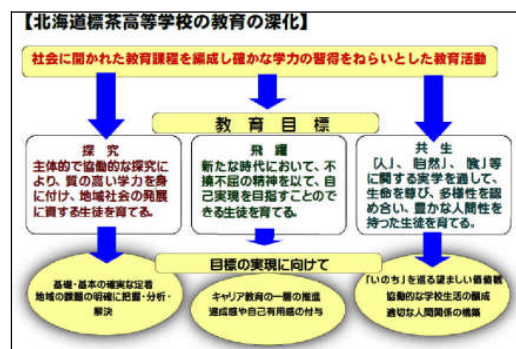 【北海道標茶高等学校の教育の深化】
社会に開かれた教育課程を編成し確かな学力の習得をねらいとした教育活動
教育目標
探究
主体的で協働的な探究に
より、質の高い学力を身
に付け、地域社会の発展
に資する生徒を育てる。
飛躍
新たな時代において、不
撓不屈の精神を以て、自
己実現を目指すことので
きる生徒を育てる。
共生
「人」、「自然」、「食」等
に関する実学を通して、
生命を尊び、多様性を認
め合い、豊かな人間性を
持った生徒を育てる。
目標の実現に向けて
基礎・基本の確実な定着
地域の課題の明確に把握・分析・
解決
キャリア教育の一層の推進
達成感や自己有用感の付与
「いのち」を巡る望ましい価値観
協働的な学校生活の醸成
適切な人間関係の構築